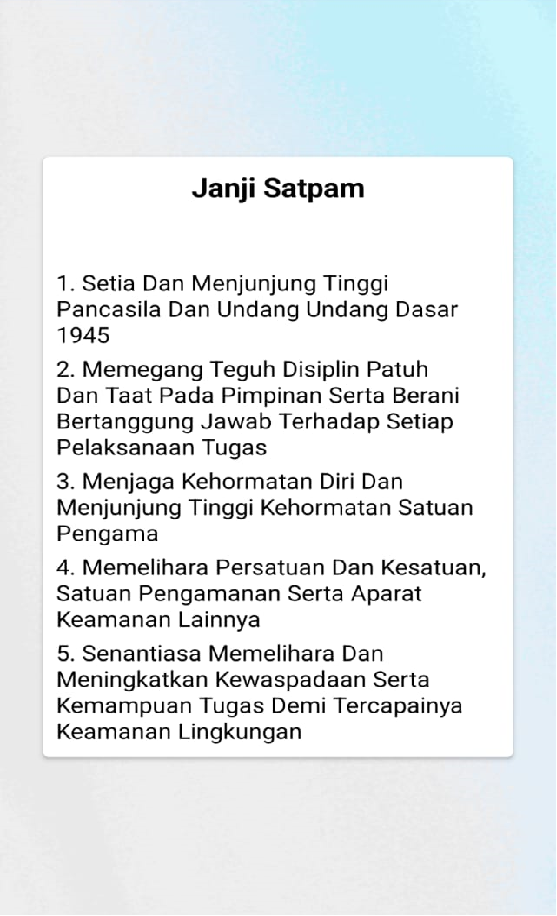 Janji Satpam
1. Setia Dan Menjunjung Tinggi
Pancasila Dan Undang Undang Dasar
1945
2. Memegang Teguh Disiplin Patuh
Dan Taat Pada Pimpinan Serta Berani
Bertanggung Jawab Terhadap Setiap
Pelaksanaan Tugas
3. Menjaga Kehormatan Diri Dan
Menjunjung Tinggi Kehormatan Satuan
Pengama
4. Memelihara Persatuan Dan Kesatuan,
Satuan Pengamanan Serta Aparat
Keamanan Lainnya
5. Senantiasa Memelihara Dan
Meningkatkan Kewaspadaan Serta
Kemampuan Tugas Demi Tercapainya
Keamanan Lingkungan